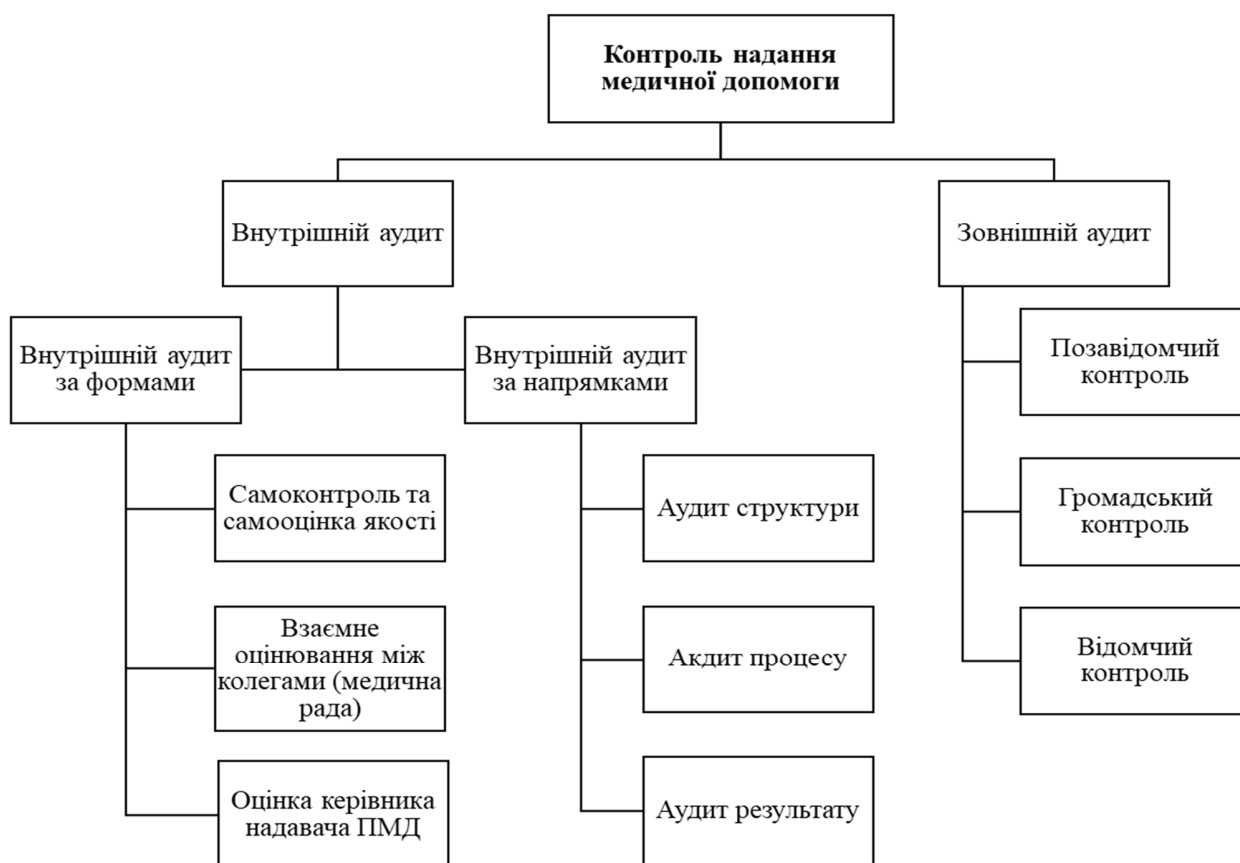 Контроль надання
медичної допомоги
Внутрішній аудит
Зовнішній аудит
Внутрішній аудит
за формами
Внутрішній аудит
за напрямками
Позавідомчий
контроль
Самоконтроль та
самооцінка якості
Аудит структури
Громадський
контроль
Взаємне
оцінювання між
колегами (медична
рада)
Акдит процесу
Відомчий
контроль
Оцінка керівника
надавача ПМД
Аудит результату